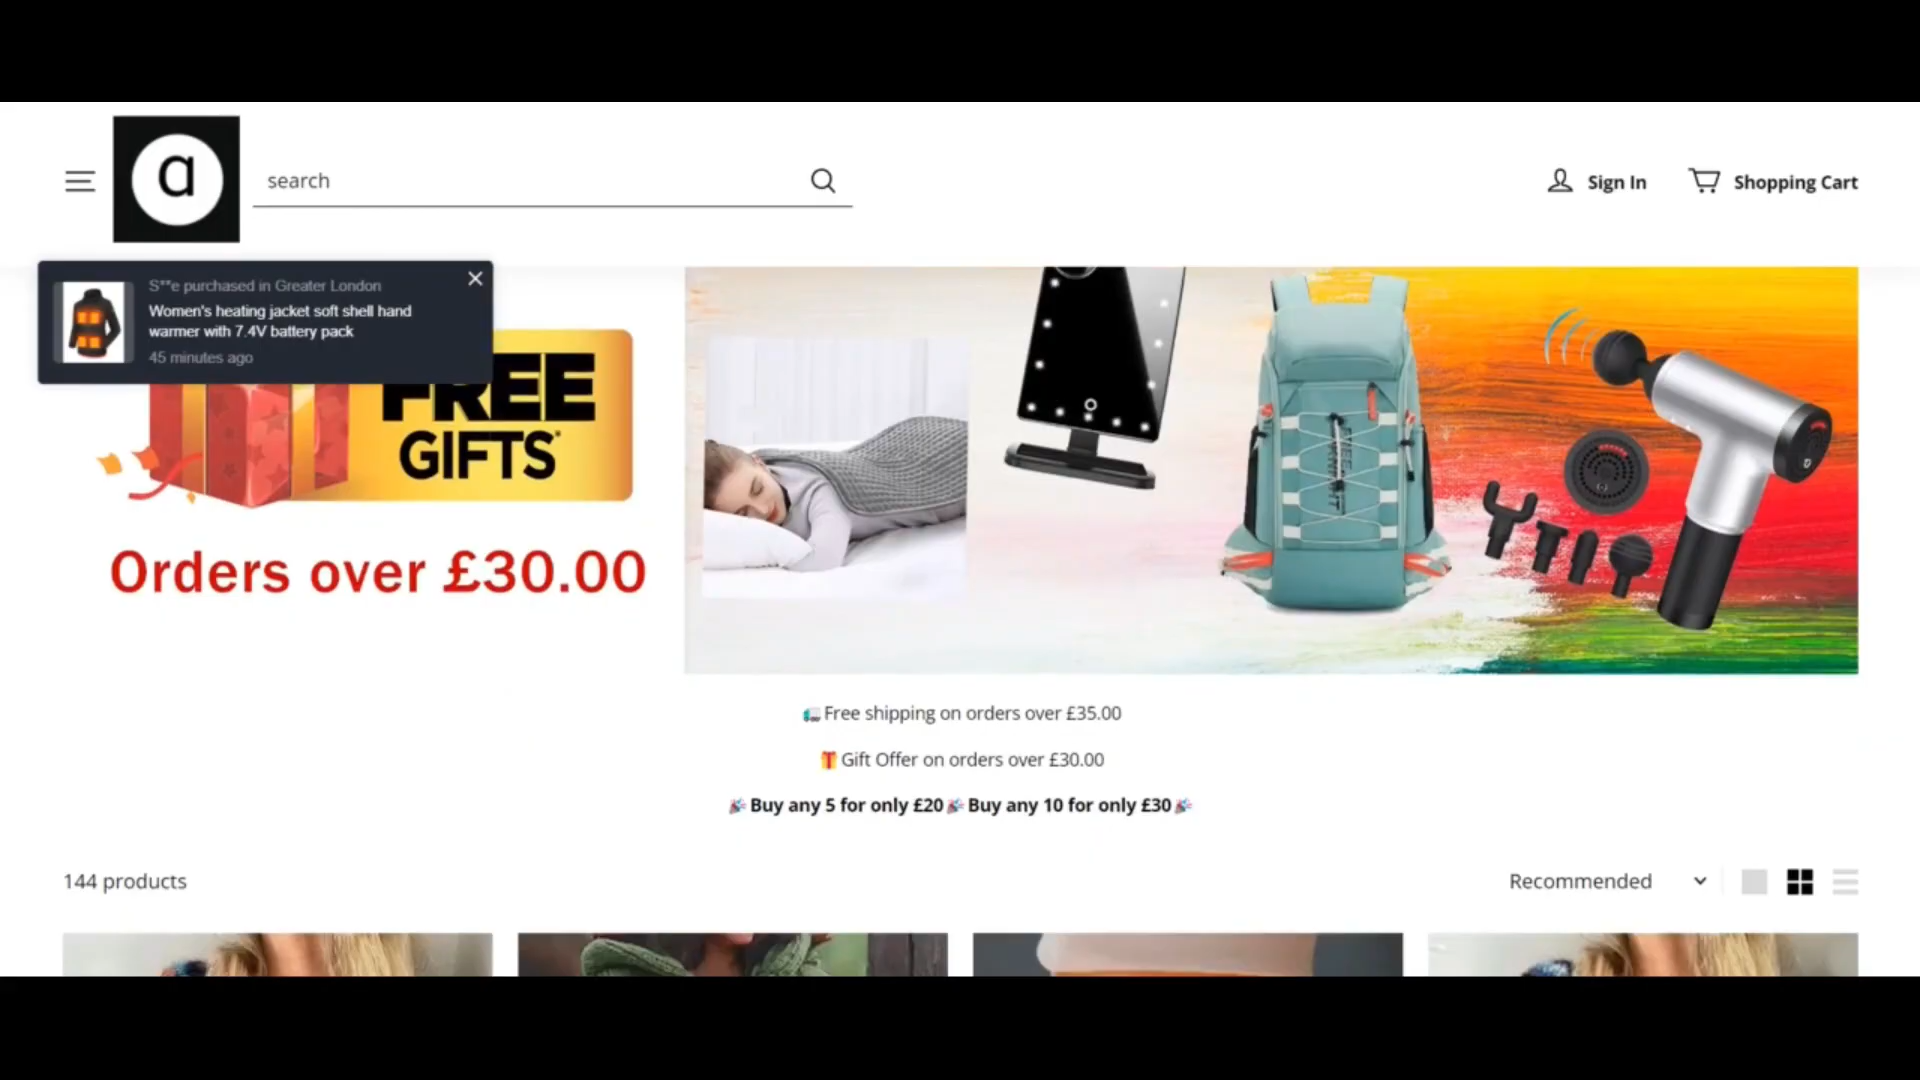 a
search
Sign In
Shopping Cart
S**e purchased in Greater London
Women's heating jacket soft shell hand
warmer with 7.4V battery pack
45 minutes ago
FREE
GIFTS
Orders over £30.00
Free shipping on orders over £35.00
Gift Offer on orders over £30.00
Buy any 5 for only £20 Buy any 10 for only £30
144 products
Recommended